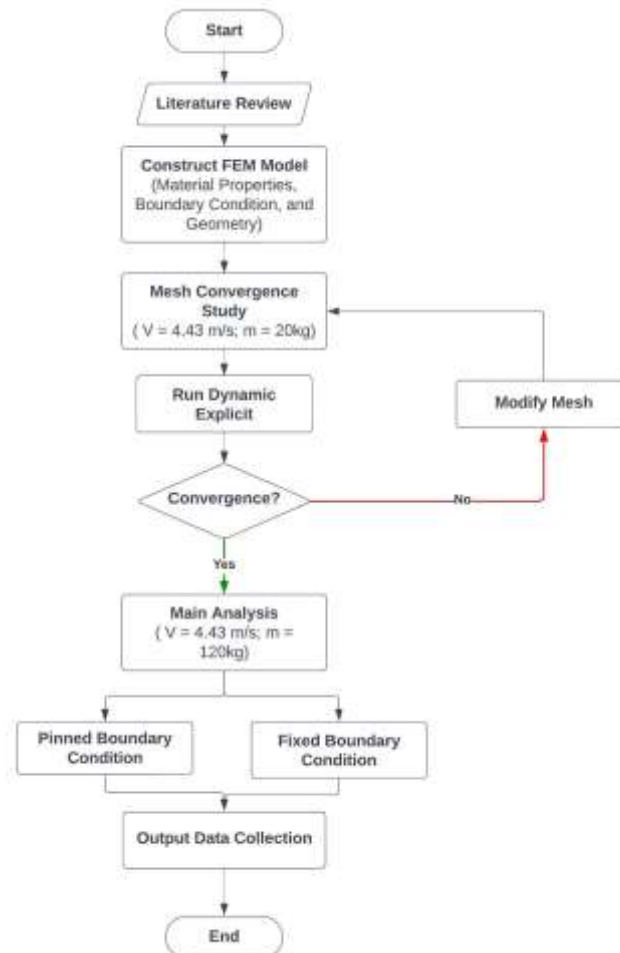 Start
Literature Review
Construct FEM Model
(Material Properties,
Boundary Condition, and
Geometry)
Mesh Convergence
Study
( V = 4.43 m/s; m = 20kg)
Run Dynamic
Explicit
Modify Mesh
Convergence?
No
Yes
Main Analysis
( V = 4.43 m/s; m =
120kg)
Pinned Boundary
Condition
Fixed Boundary
Condition
Output Data Collection
End